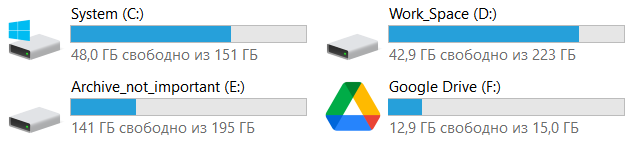 System (C:)
48,0 ГБ свободно из 151 ГБ
Work_Space (D:)
42,9 ГБ свободно из 223 ГБ
Archive_not_important (E:)
141 ГБ свободно из 195 ГБ
Google Drive (F:)
12,9 ГБ свободно из 15,0 ГБ